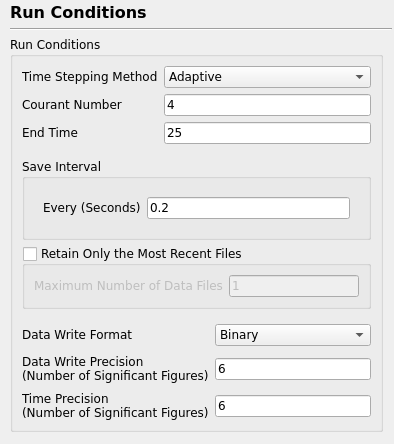 Run Conditions
Run Conditions
Time Stepping Method Adaptive
Courant Number 4
End Time 25
Save Interval
Every (Seconds) 0.2
Retain Only the Most Recent Files
Maximum Number of Data Files 1
Data Write Format Binary
Data Write Precision
(Number of Significant Figures) 6
Time Precision
(Number of Significant Figures) 6